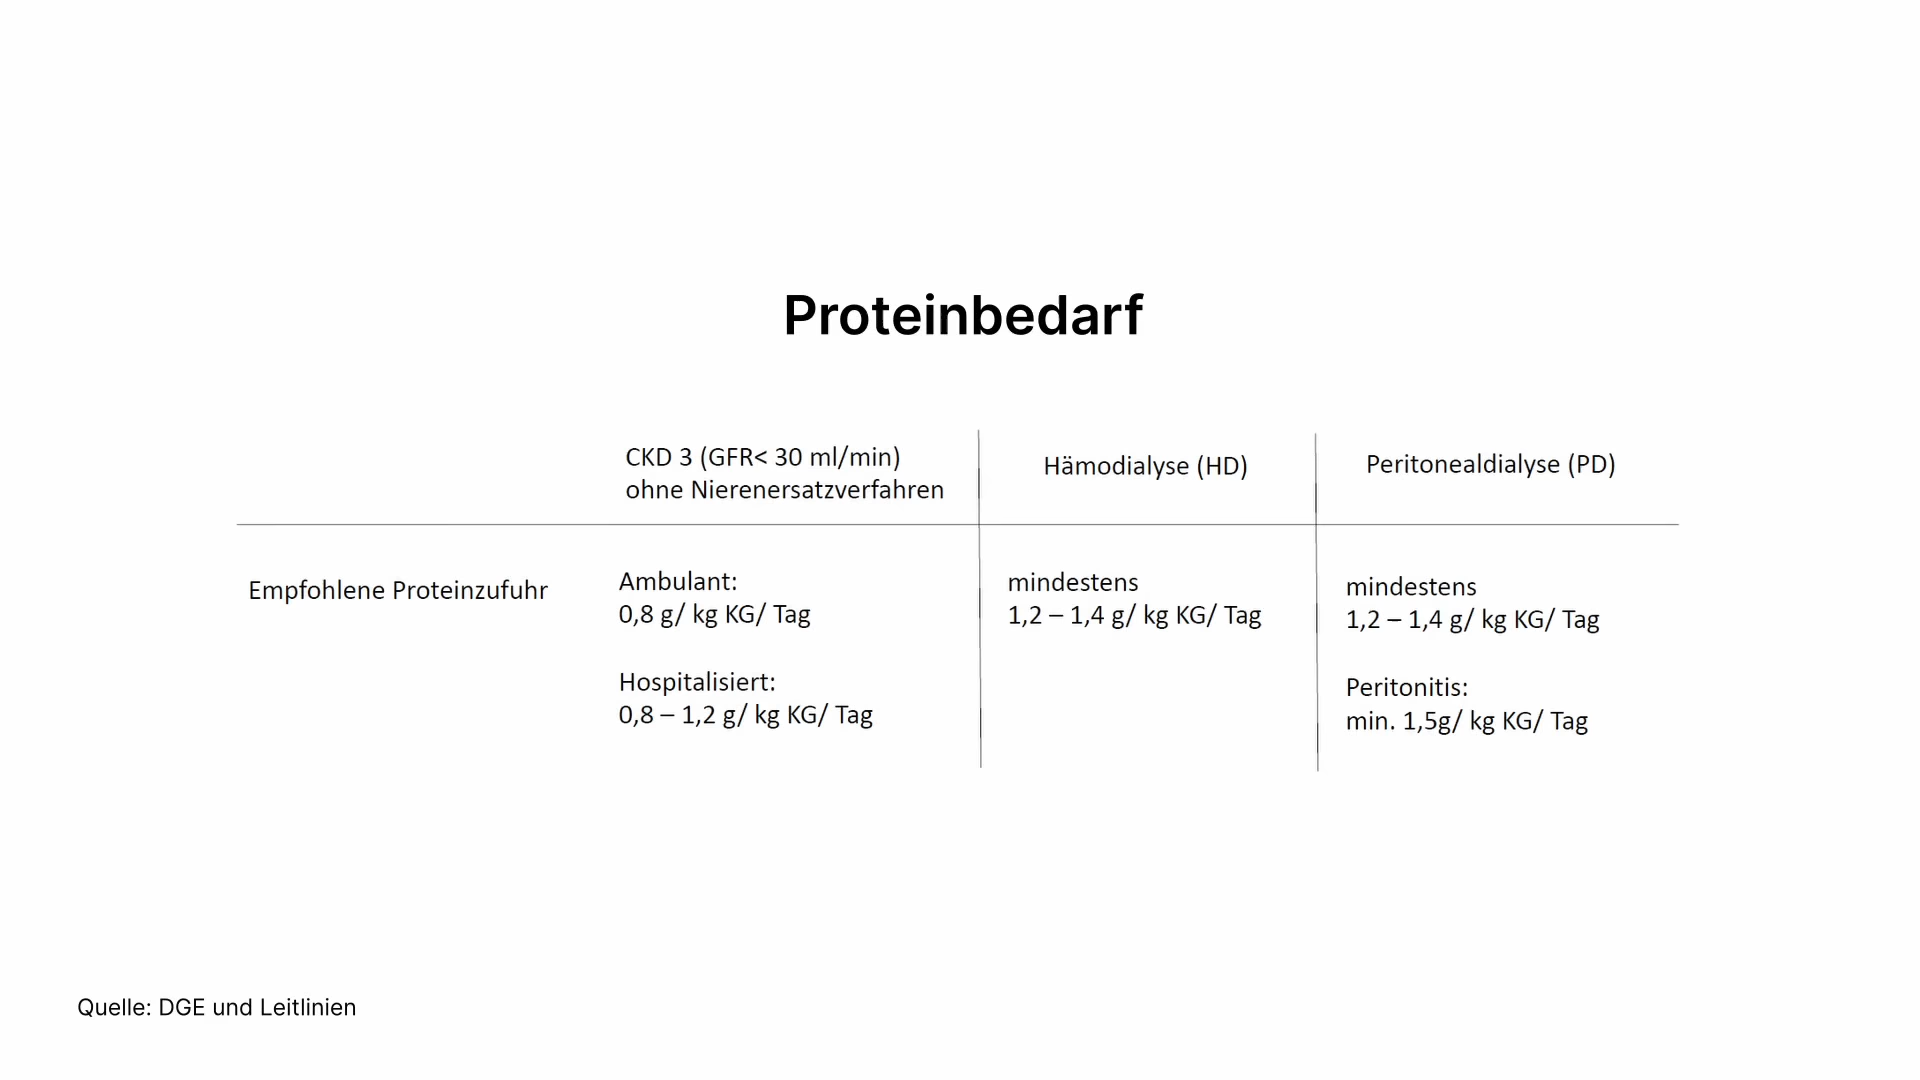 Proteinbedarf
CKD 3 (GFR< 30 ml/min)
ohne Nierenersatzverfahren
Hämodialyse (HD)
Peritonealdialyse (PD)
Empfohlene Proteinzufuhr
Ambulant:
0,8 g/ kg KG/ Tag
Hospitalisiert:
0,8 – 1,2 g/ kg KG/ Tag
mindestens
1,2 – 1,4 g/ kg KG/ Tag
mindestens
1,2 – 1,4 g/ kg KG/ Tag
Peritonitis:
min. 1,5g/ kg KG/ Tag
Quelle: DGE und Leitlinien